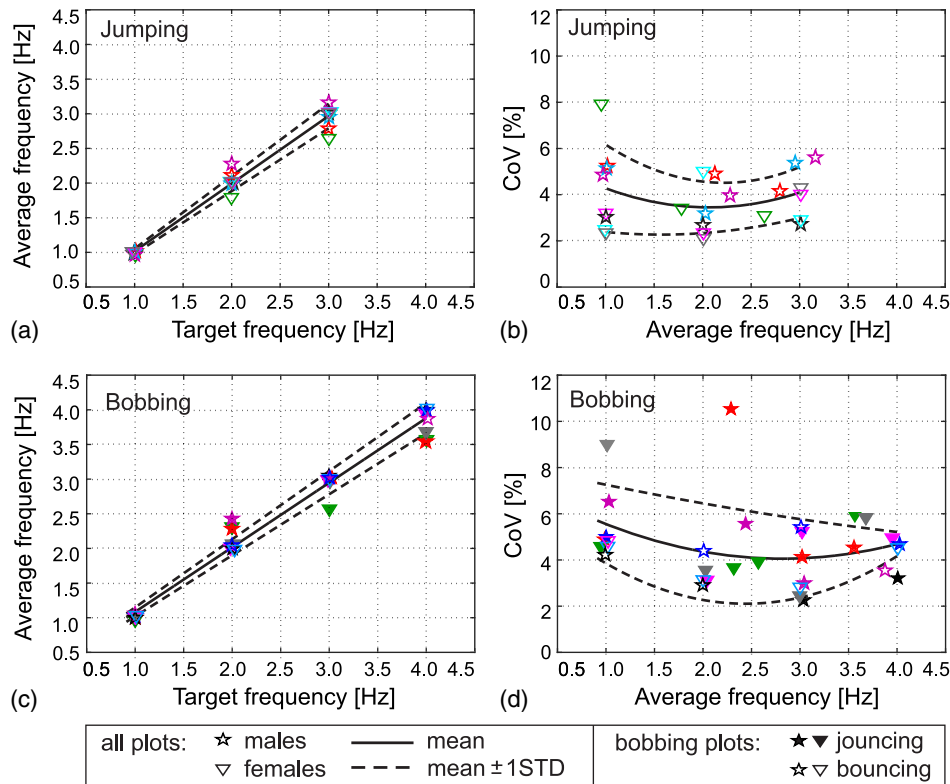 Jumping
Average frequency [Hz]
4.5
4.0
3.5
3.0
2.5
2.0
1.5
1.0
0.5
0.5 1.0 1.5 2.0 2.5 3.0 3.5 4.0 4.5
(a) Target frequency [Hz]
Jumping
CoV [%]
12
10
8
6
4
2
0
0.5 1.0 1.5 2.0 2.5 3.0 3.5 4.0 4.5
(b) Average frequency [Hz]
Bobbing
Average frequency [Hz]
4.5
4.0
3.5
3.0
2.5
2.0
1.5
1.0
0.5
0.5 1.0 1.5 2.0 2.5 3.0 3.5 4.0 4.5
(c) Target frequency [Hz]
Bobbing
CoV [%]
12
10
8
6
4
2
0
0.5 1.0 1.5 2.0 2.5 3.0 3.5 4.0 4.5
(d) Average frequency [Hz]
all plots: males mean
females mean ± 1STD
bobbing plots: jouncing
bouncing